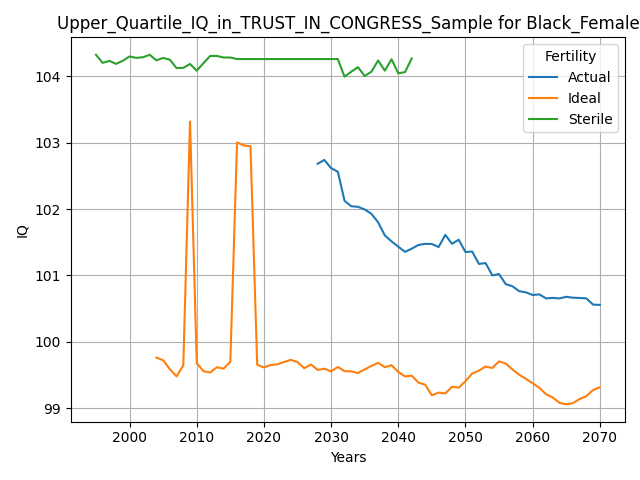 Upper_Quartile_IQ_in_TRUST_IN_CONGRESS_Sample for Black_Female
Fertility
Actual
Ideal
Sterile
104
103
102
101
100
99
IQ
2000 2010 2020 2030 2040 2050 2060 2070
Years